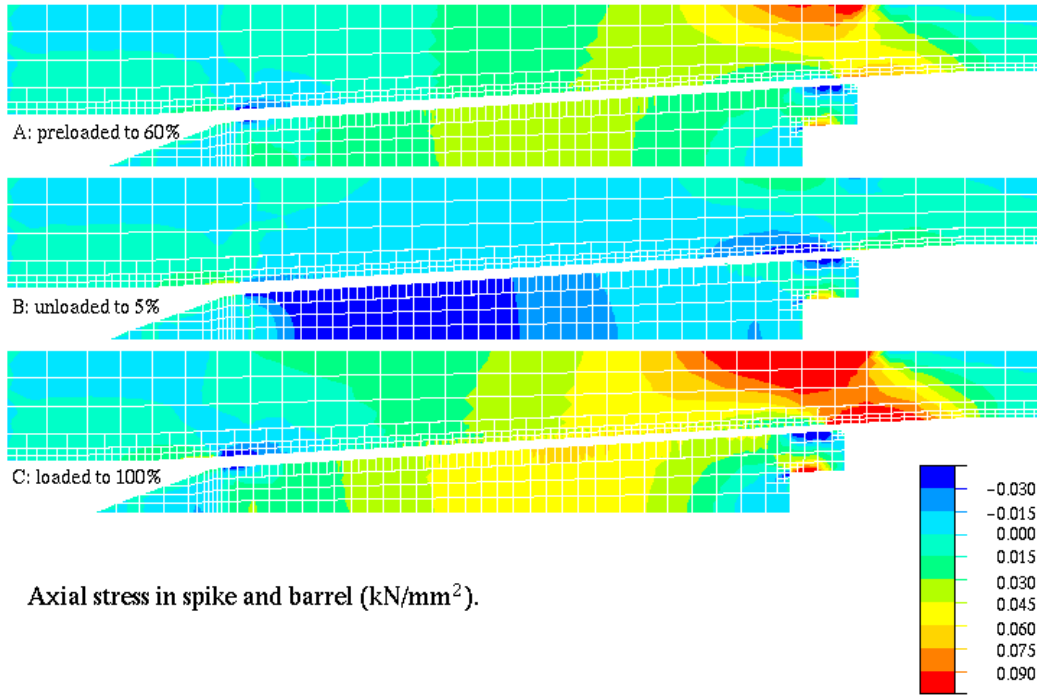 A: preloaded to 60%
B: unloaded to 5%
C: loaded to 100%
Axial stress in spike and barrel (kN/mm²).
−0.030
−0.015
0.000
0.015
0.030
0.045
0.060
0.075
0.090